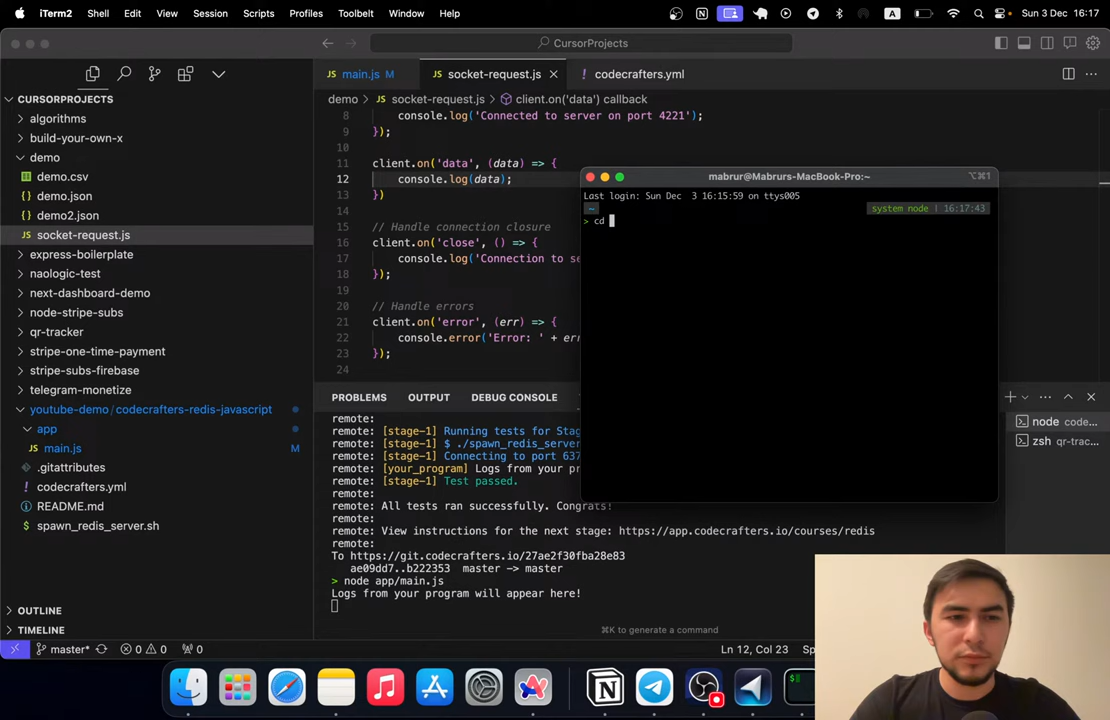 iTerm2 Shell Edit View Session Scripts Profiles Toolbelt Window Help A Sun 3 Dec 16:17
CursorProjects
main.js M JS socket-request.js ! codecrafters.yml
CURSORPROJECTS
demo > JS socket-request.js > client.on('data') callback
algorithms
build-your-own-x
demo
demo.csv
demo.json
demo2.json
JS socket-request.js
express-boilerplate
naologic-test
next-dashboard-demo
node-stripe-subs
qr-tracker
stripe-one-time-payment
stripe-subs-firebase
telegram-monetize
youtube-demo / codecrafters-redis-javascript
app
JS main.js M
.gitattributes
! codecrafters.yml
README.md
$ spawn_redis_server.sh
OUTLINE
TIMELINE
8 console.log('Connected to server on port 4221');
9 });
10
11 client.on('data', (data) => {
12 console.log(data);
13 })
14
15 // Handle connection closure
16 client.on('close', () => {
17 console.log('Connection to se
18 });
19
20 // Handle errors
21 client.on('error', (err) => {
22 console.error('Error: ' + err
23 });
24
mabrur@Mabrurs-MacBook-Pro:~ ⌥⌘1
Last login: Sun Dec 3 16:15:59 on ttys005
~ system node | 16:17:43
> cd
PROBLEMS OUTPUT DEBUG CONSOLE
remote:
remote: [stage-1] Running tests for Stag
remote: [stage-1] $ ./spawn_redis_server
remote: [stage-1] Connecting to port 637
remote: [your_program] Logs from your pr
remote: [stage-1] Test passed.
remote:
remote: All tests ran successfully. Congrats!
remote:
remote: View instructions for the next stage: https://app.codecrafters.io/courses/redis
remote:
To https://git.codecrafters.io/27ae2f30fba28e83
ae09dd7..b222353 master -> master
> node app/main.js
Logs from your program will appear here!
⌘K to generate a command
node code...
zsh qr-trac...
master* 0 0 0 Ln 12, Col 23 Sp